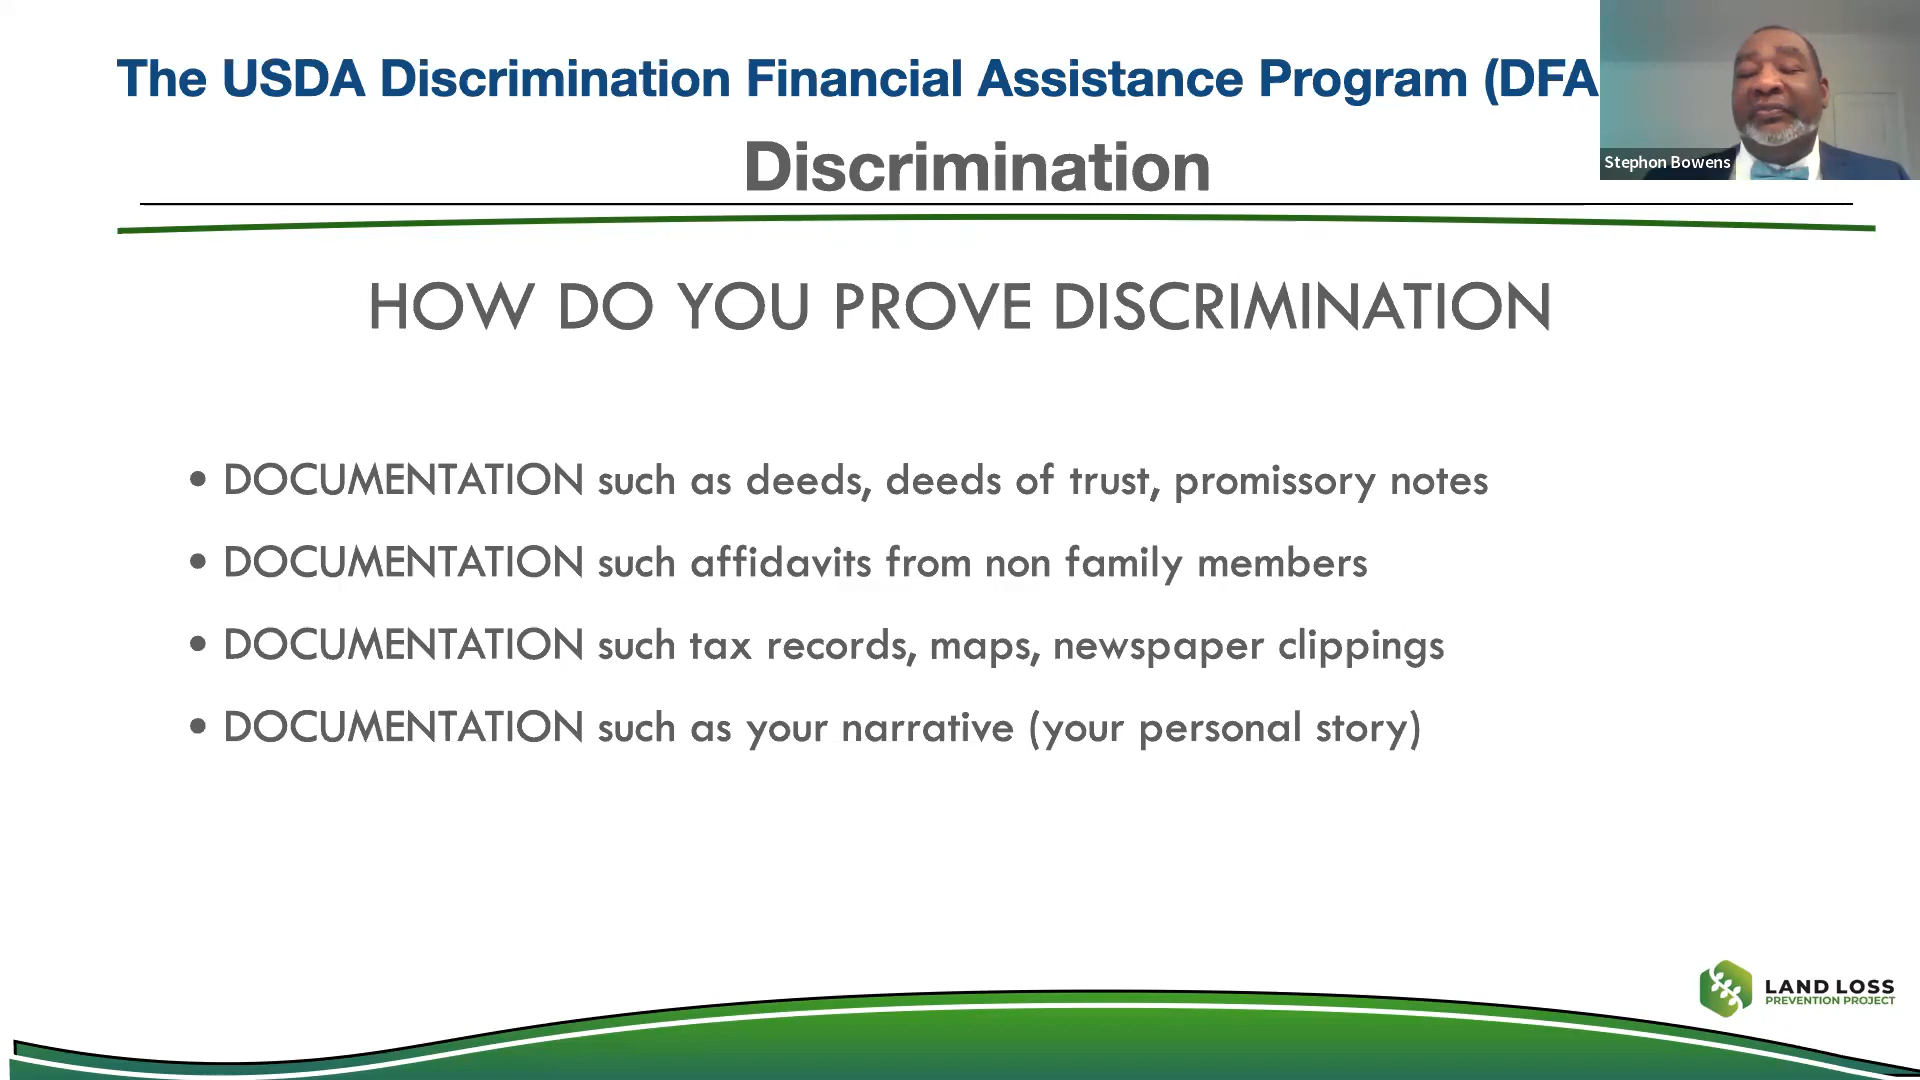 The USDA Discrimination Financial Assistance Program (DFA
Stephon Bowens
Discrimination
HOW DO YOU PROVE DISCRIMINATION
• DOCUMENTATION such as deeds, deeds of trust, promissory notes
• DOCUMENTATION such affidavits from non family members
• DOCUMENTATION such tax records, maps, newspaper clippings
• DOCUMENTATION such as your narrative (your personal story)
LAND LOSS
PREVENTION PROJECT